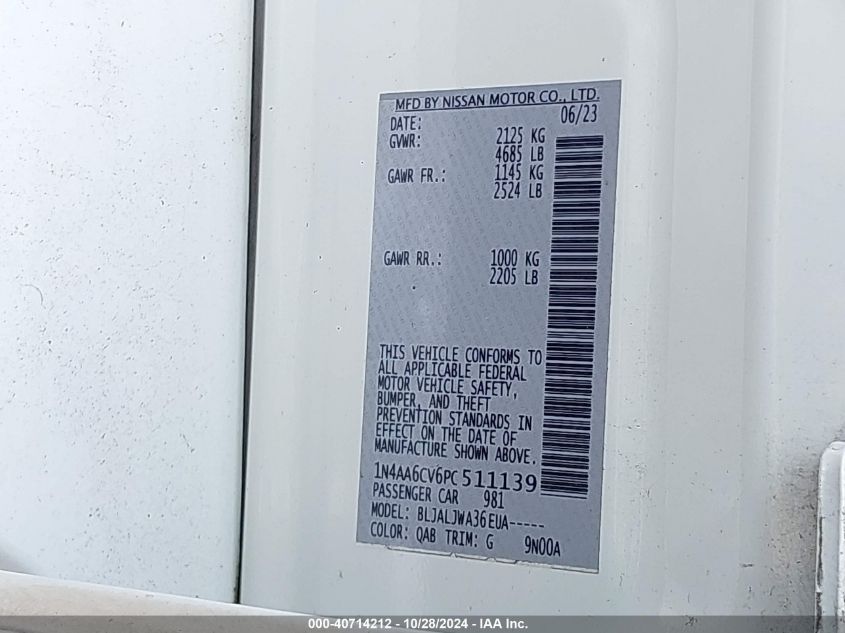 MFD BY NISSAN MOTOR CO., LTD.
DATE: 06/23
GVWR: 2125 KG
4685 LB
GAWR FR.: 1145 KG
2524 LB
GAWR RR.: 1000 KG
2205 LB
THIS VEHICLE CONFORMS TO
ALL APPLICABLE FEDERAL
MOTOR VEHICLE SAFETY,
BUMPER, AND THEFT
PREVENTION STANDARDS IN
EFFECT ON THE DATE OF
MANUFACTURE SHOWN ABOVE.
1N4AA6CV6PC511139
PASSENGER CAR 981
MODEL: BLJALJWA36EUA-----
COLOR: QAB TRIM: G 9N00A
000-40714212 - 10/28/2024 - IAA Inc.